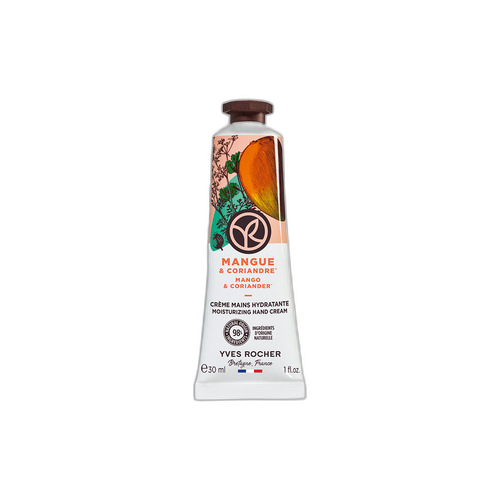 MANGUE
& CORIANDRE*
MANGO
& CORIANDER*
CRÈME MAINS HYDRATANTE
MOISTURIZING HAND CREAM
98%
INGRÉDIENTS
D'ORIGINE
NATURELLE
YVES ROCHER
Bretagne, France
℮30 ml 1 fl.oz.